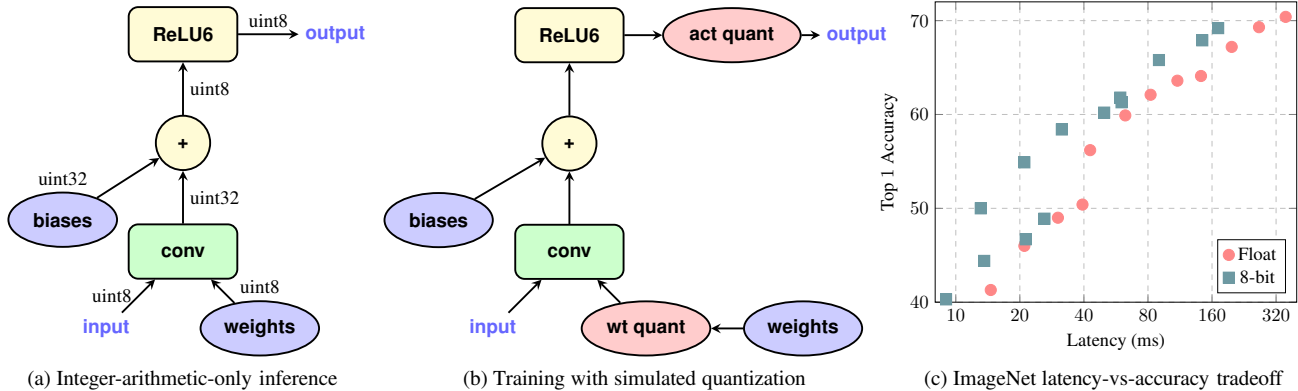 ReLU6
uint8
output
uint8
+
uint32
uint32
biases
conv
uint8
uint8
input
weights
(a) Integer-arithmetic-only inference
ReLU6
act quant
output
+
biases
conv
input
wt quant
weights
(b) Training with simulated quantization
70
60
50
40
Top 1 Accuracy
Float
8-bit
10 20 40 80 160 320
Latency (ms)
(c) ImageNet latency-vs-accuracy tradeoff